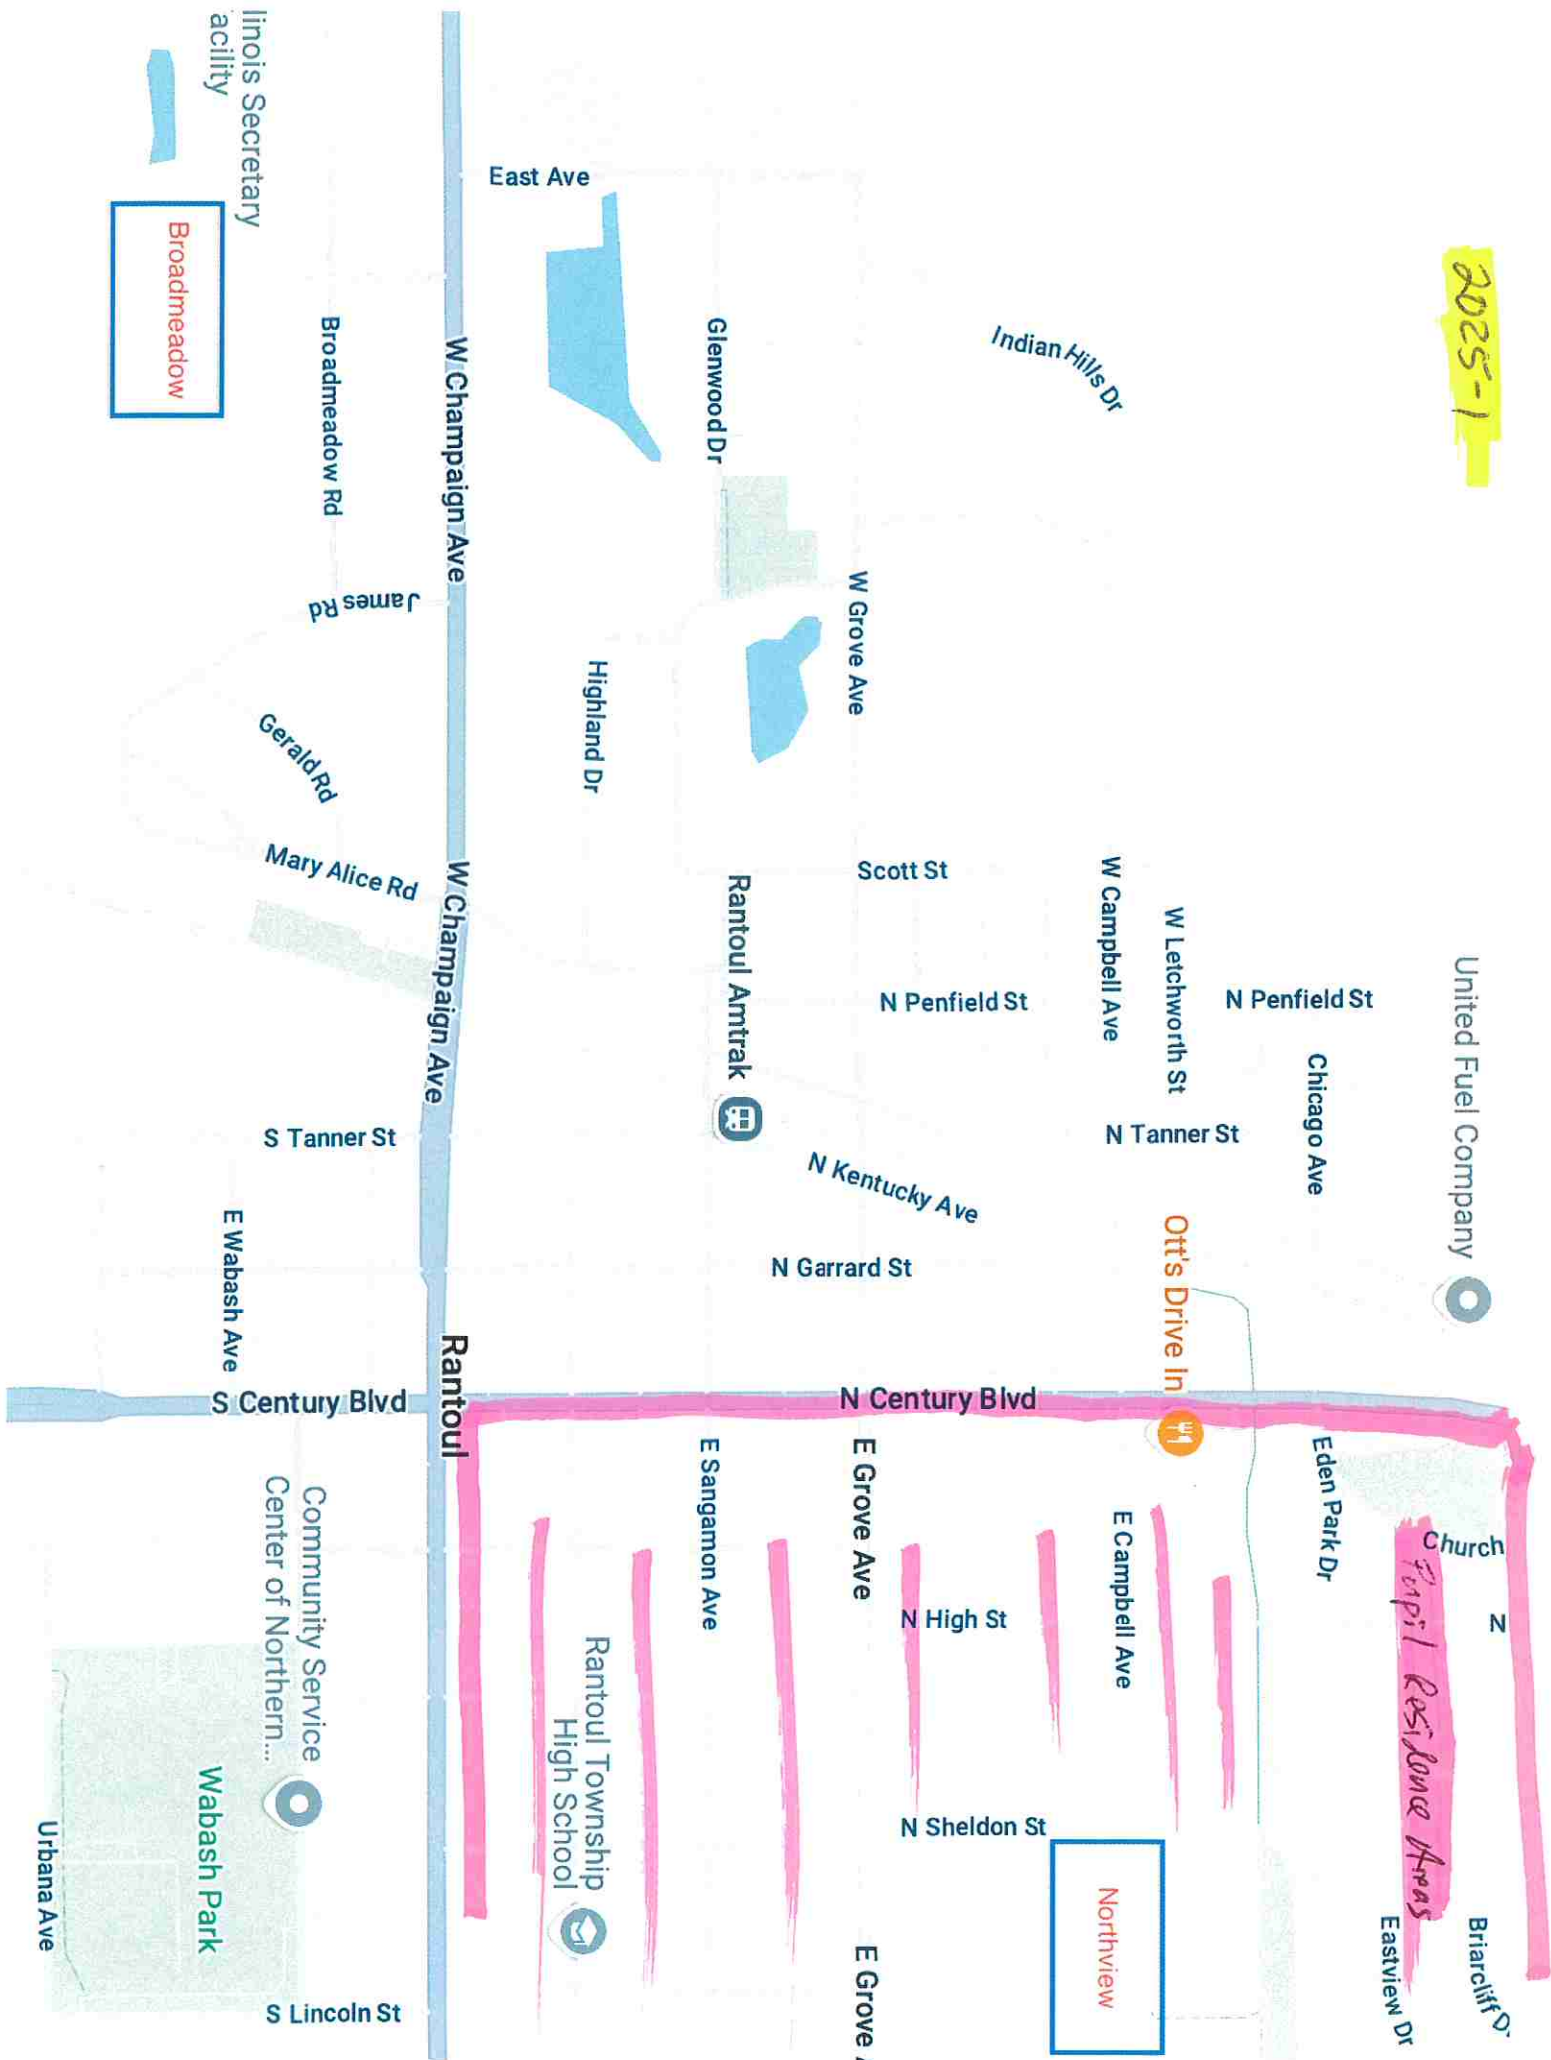 2025-1
United Fuel Company
Chicago Ave
N Penfield St
W Letchworth St
N Tanner St
W Campbell Ave
Ott's Drive In
Indian Hills Dr
Scott St
N Penfield St
W Grove Ave
N Kentucky Ave
N Garrard St
Rantoul Amtrak
Glenwood Dr
Highland Dr
East Ave
W Champaign Ave
W Champaign Ave
Rantoul
James Rd
Broadmeadow Rd
Gerald Rd
Mary Alice Rd
S Tanner St
E Wabash Ave
S Century Blvd
linois Secretary
acility
Broadmeadow
N Century Blvd
Eden Park Dr
Church
N
Pupil Residence Areas
Briarcliff D
Eastview Dr
E Campbell Ave
Northview
N High St
N Sheldon St
E Grove Ave
E Grove A
E Sangamon Ave
Rantoul Township
High School
Community Service
Center of Northern...
Wabash Park
S Lincoln St
Urbana Ave